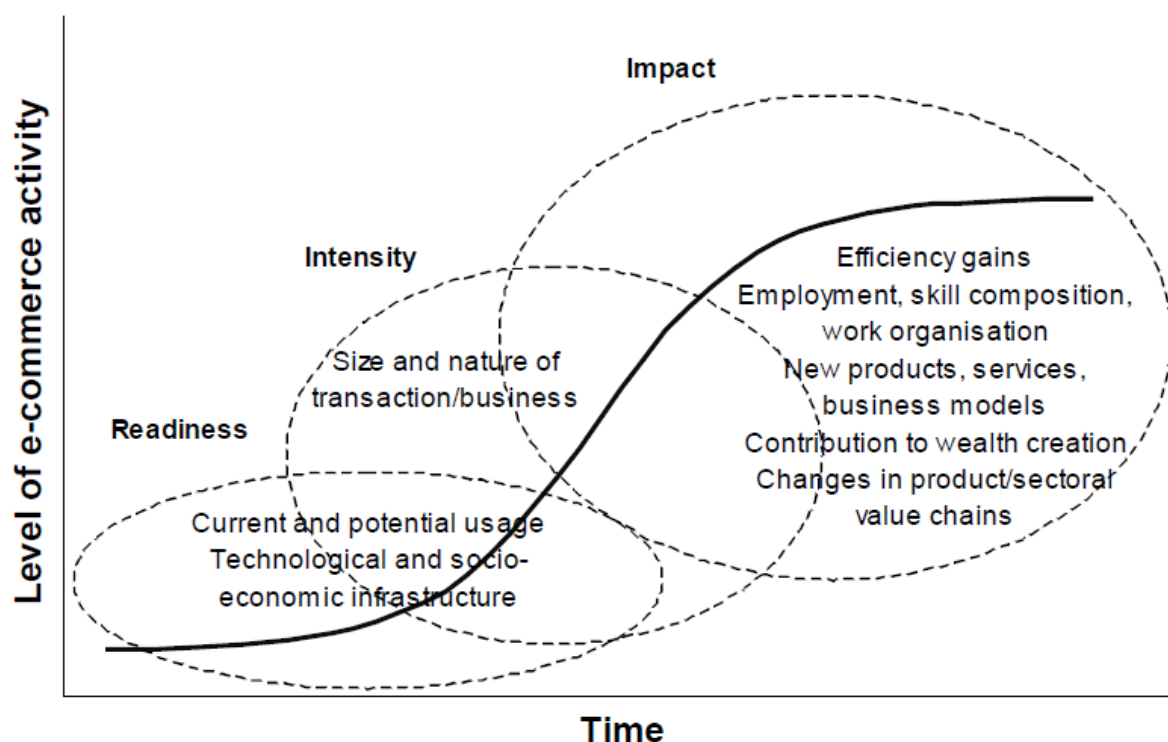 Impact
Level of e-commerce activity
Intensity
Efficiency gains
Employment, skill composition,
work organisation
New products, services,
business models
Contribution to wealth creation
Changes in product/sectoral
value chains
Size and nature of
transaction/business
Readiness
Current and potential usage
Technological and socio-
economic infrastructure
Time